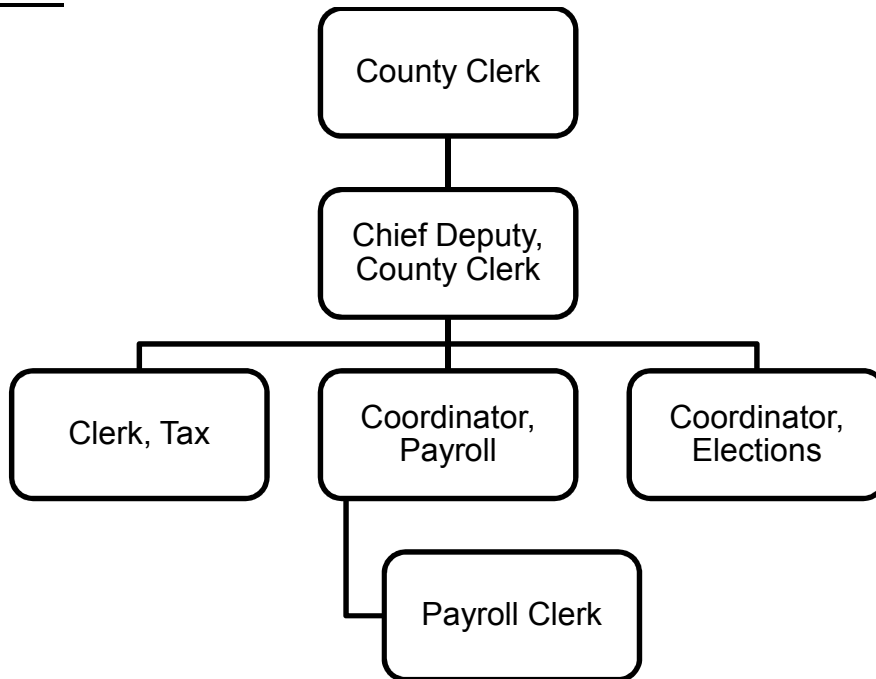 County Clerk
Chief Deputy,
County Clerk
Clerk, Tax
Coordinator,
Payroll
Coordinator,
Elections
Payroll Clerk